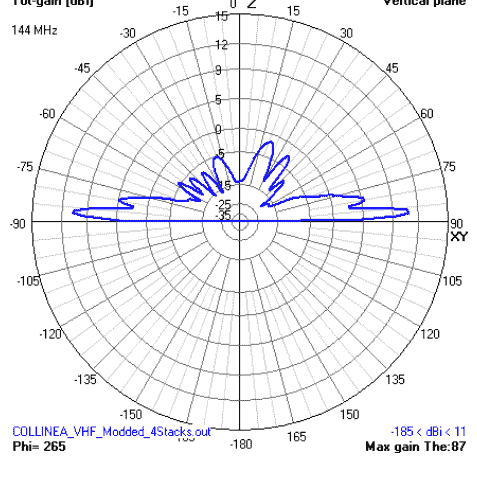 Tot-gain [dBi]
Vertical plane
144 MHz
0 Z
-15 15
15
-30 30
12
-45 45
9
5
-60 60
0
-5
-75 75
-15
-25
-35
-90 90
XY
-105 105
-120 120
-135 135
-150 150
COLLINEA_VHF_Modded_4Stacks.out
-185 < dBi < 11
-165 165
Phi= 265
-180
Max gain The:87